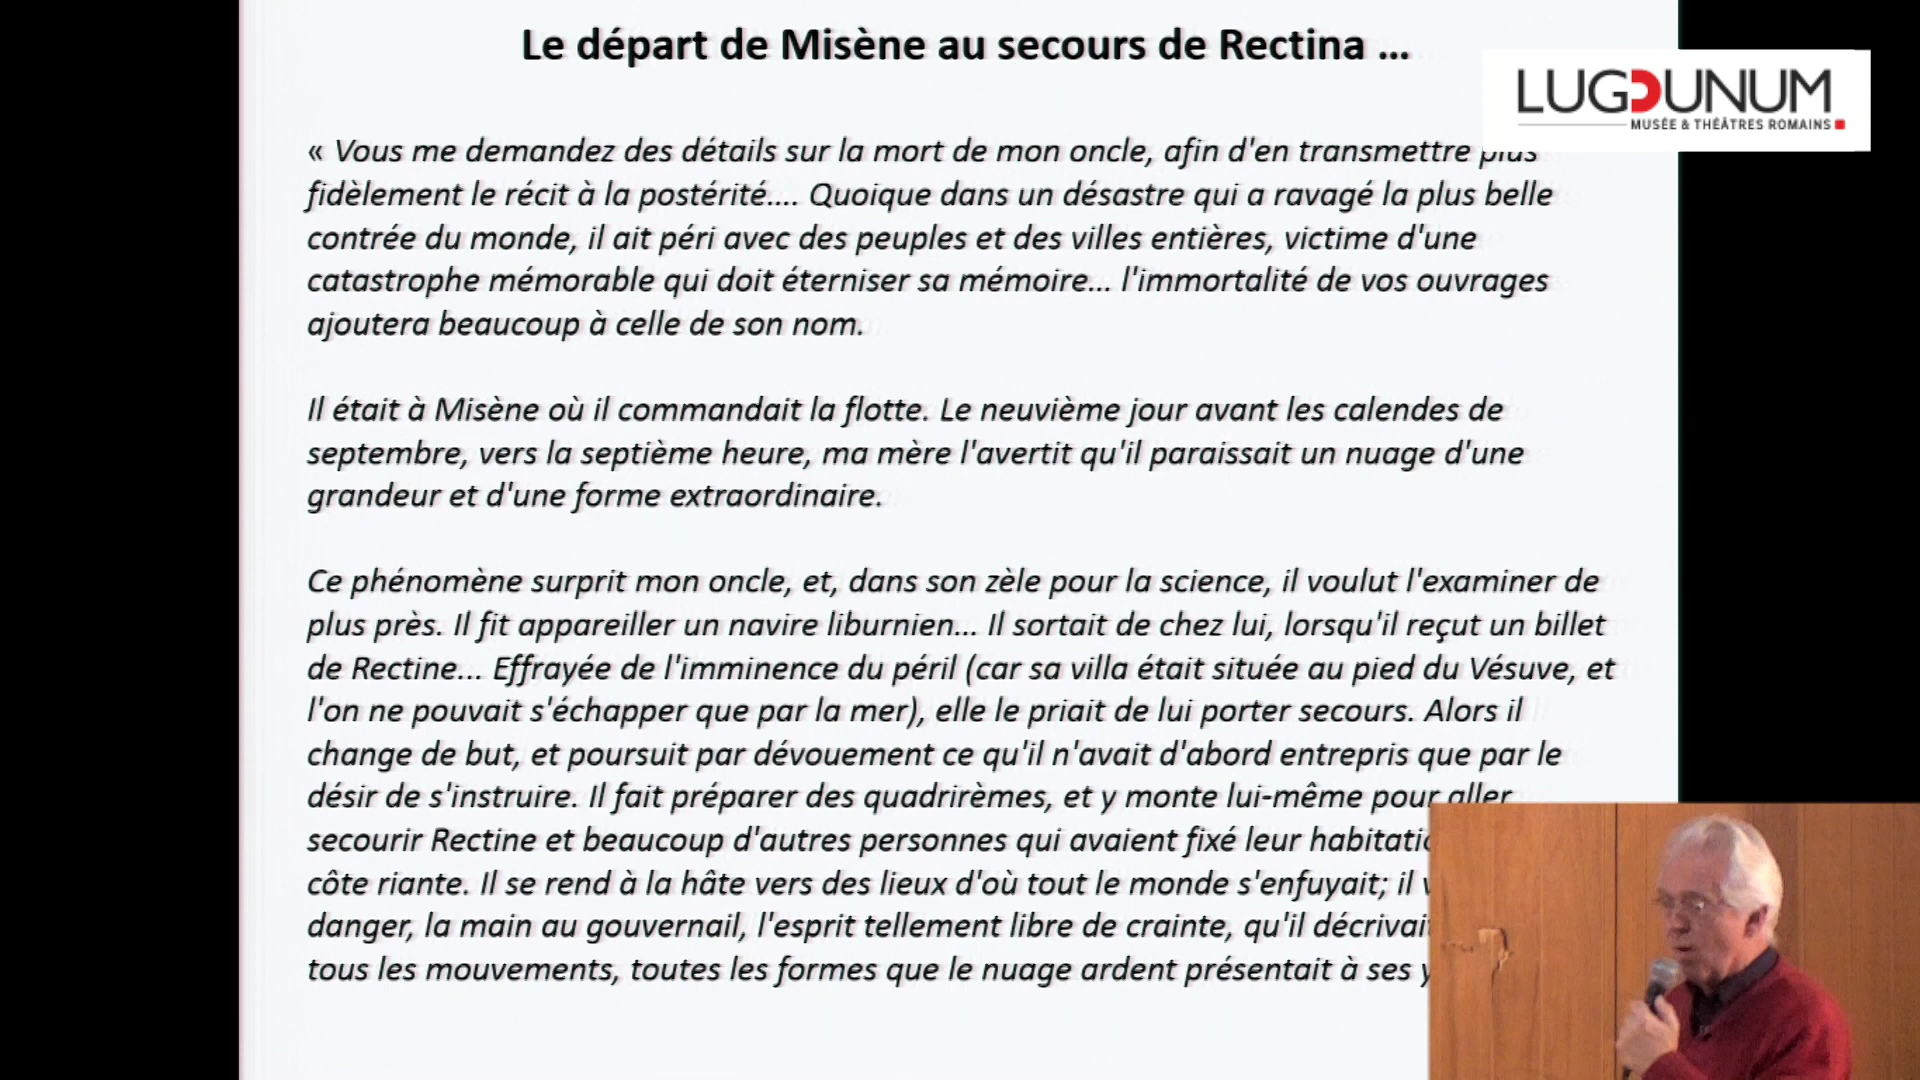 Le départ de Misène au secours de Rectina ...
LUGDUNUM
MUSÉE & THÉÂTRES ROMAINS
« Vous me demandez des détails sur la mort de mon oncle, afin d'en transmettre plus
fidèlement le récit à la postérité.... Quoique dans un désastre qui a ravagé la plus belle
contrée du monde, il ait péri avec des peuples et des villes entières, victime d'une
catastrophe mémorable qui doit éterniser sa mémoire... l'immortalité de vos ouvrages
ajoutera beaucoup à celle de son nom.
Il était à Misène où il commandait la flotte. Le neuvième jour avant les calendes de
septembre, vers la septième heure, ma mère l'avertit qu'il paraissait un nuage d'une
grandeur et d'une forme extraordinaire.
Ce phénomène surprit mon oncle, et, dans son zèle pour la science, il voulut l'examiner de
plus près. Il fit appareiller un navire liburnien... Il sortait de chez lui, lorsqu'il reçut un billet
de Rectine... Effrayée de l'imminence du péril (car sa villa était située au pied du Vésuve, et
l'on ne pouvait s'échapper que par la mer), elle le priait de lui porter secours. Alors il
change de but, et poursuit par dévouement ce qu'il n'avait d'abord entrepris que par le
désir de s'instruire. Il fait préparer des quadrirèmes, et y monte lui-même pour aller
secourir Rectine et beaucoup d'autres personnes qui avaient fixé leur
côte riante. Il se rend à la hâte vers des lieux d'où tout le monde s'enfuyait; il
danger, la main au gouvernail, l'esprit tellement libre de crainte, qu'il décrivait
tous les mouvements, toutes les formes que le nuage ardent présentait à ses